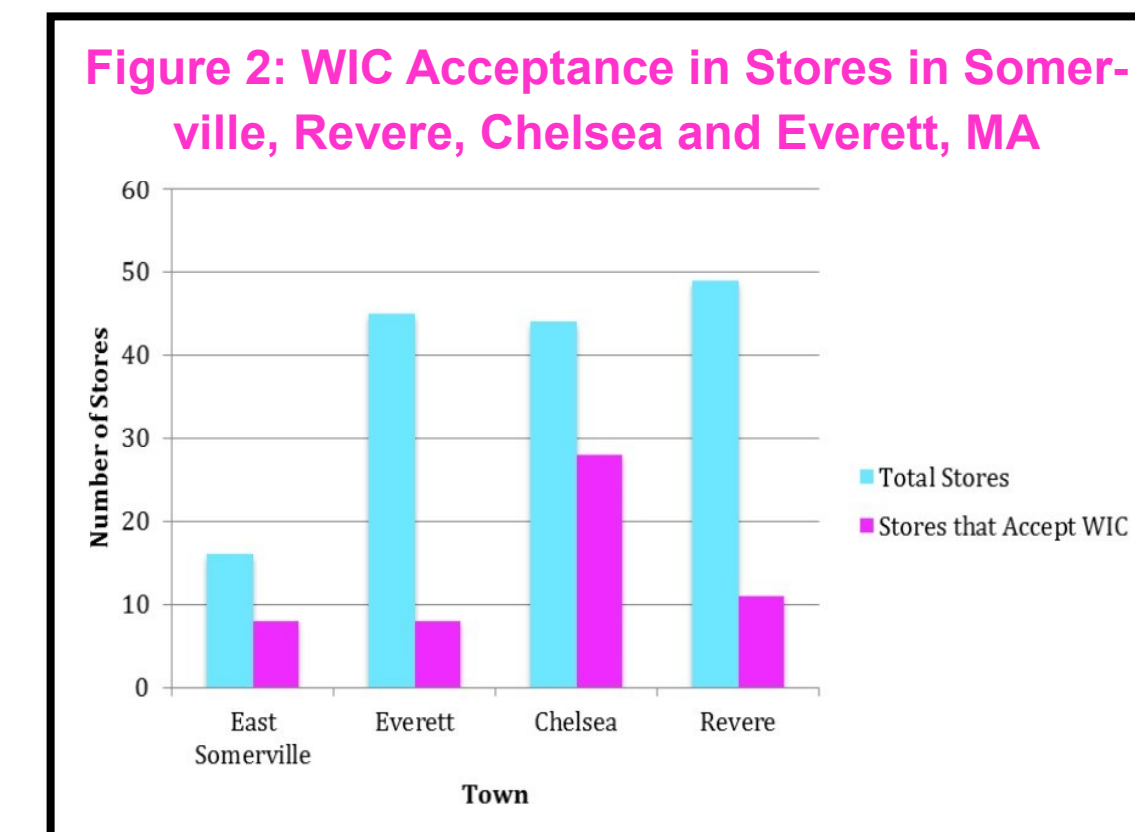 Figure 2: WIC Acceptance in Stores in Somer-
ville, Revere, Chelsea and Everett, MA
60
50
40
30
20
10
0
Number of Stores
East
Somerville
Everett
Chelsea
Revere
Town
Total Stores
Stores that Accept WIC